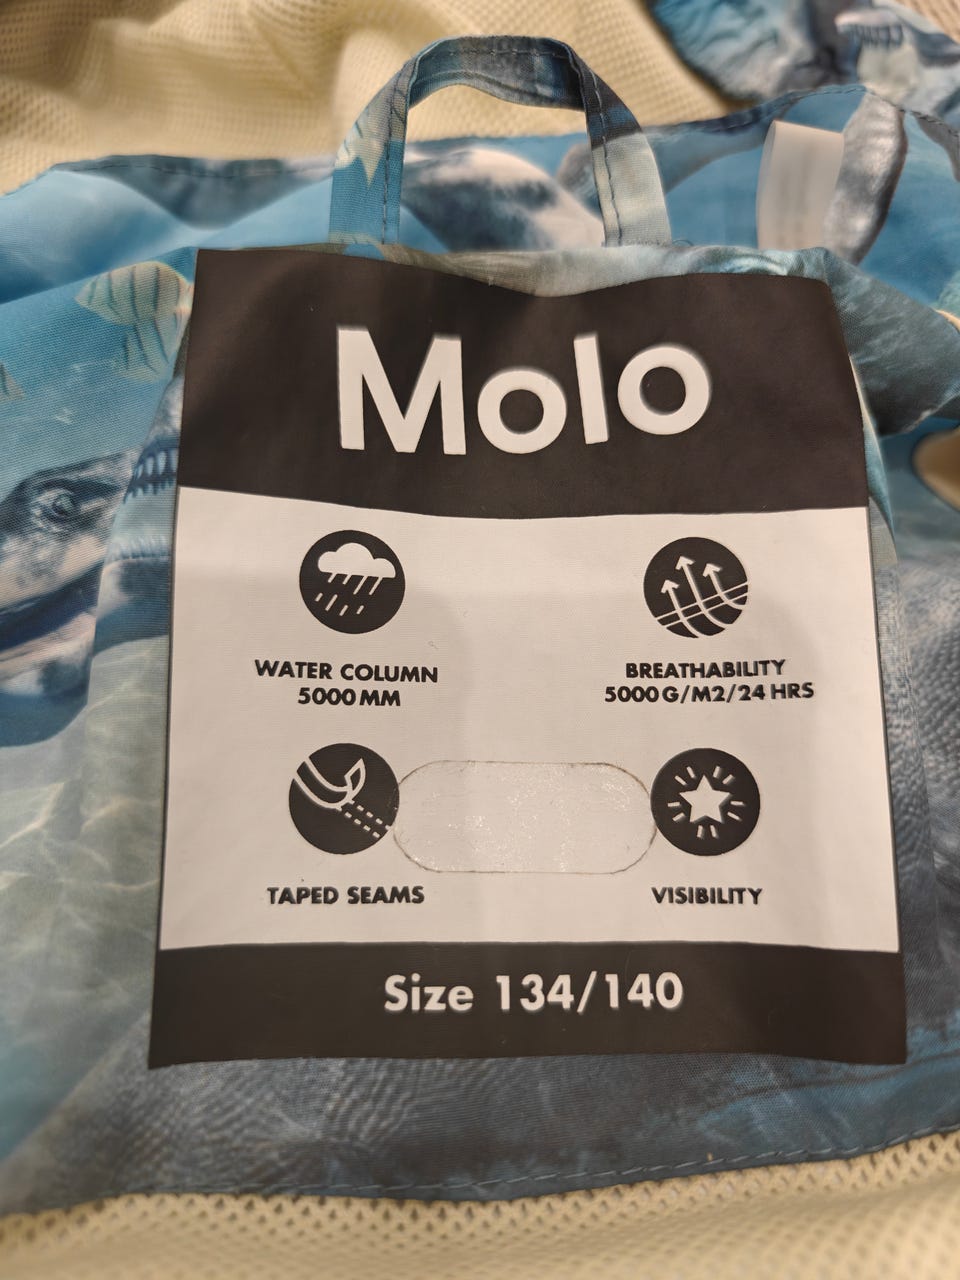 Molo
WATER COLUMN
5000 MM
BREATHABILITY
5000 G/M2/24 HRS
TAPED SEAMS
VISIBILITY
Size 134/140